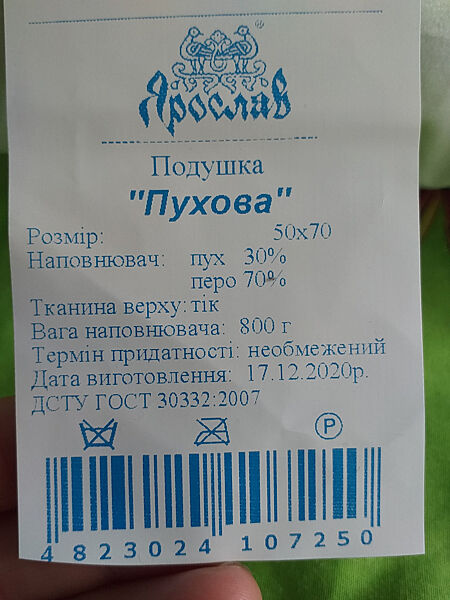 ®
Ярослав
Подушка
"Пухова"
Розмір: 50х70
Наповнювач: пух 30%
перо 70%
Тканина верху: тік
Вага наповнювача: 800 г
Термін придатності: необмежений
Дата виготовлення: 17.12.2020р.
ДСТУ ГОСТ 30332:2007
P
4 823024 107250